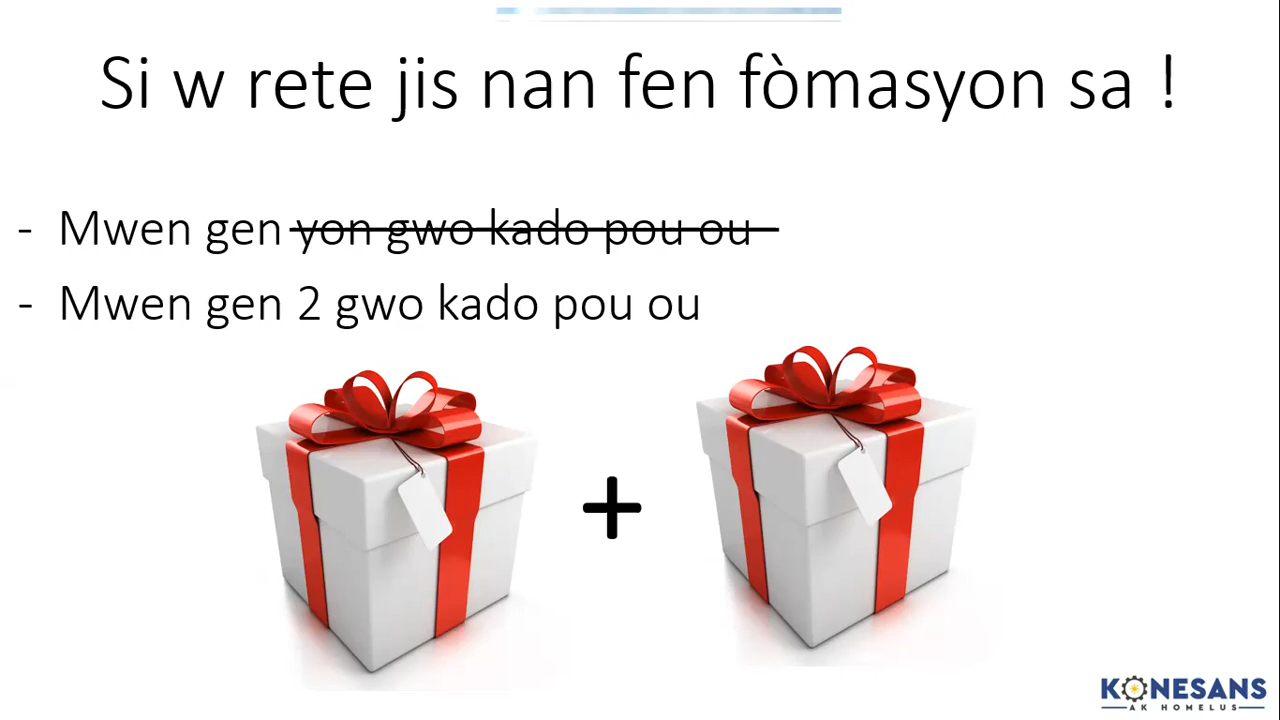 Si w rete jis nan fen fòmasyon sa !
- Mwen gen yon gwo kado pou ou
- Mwen gen 2 gwo kado pou ou
+
KONESANS
AK HOMELUS